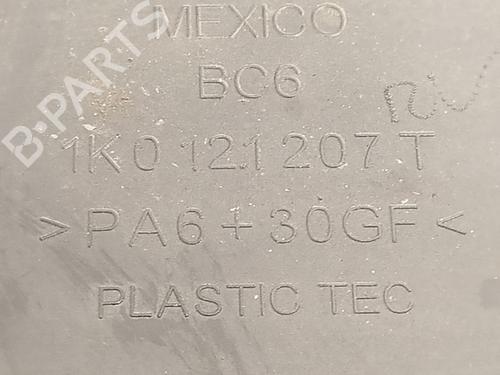 B-PARTS
MEXICO
BC6
1K0 121 207 T
>PA6+30GF<
PLASTIC TEC